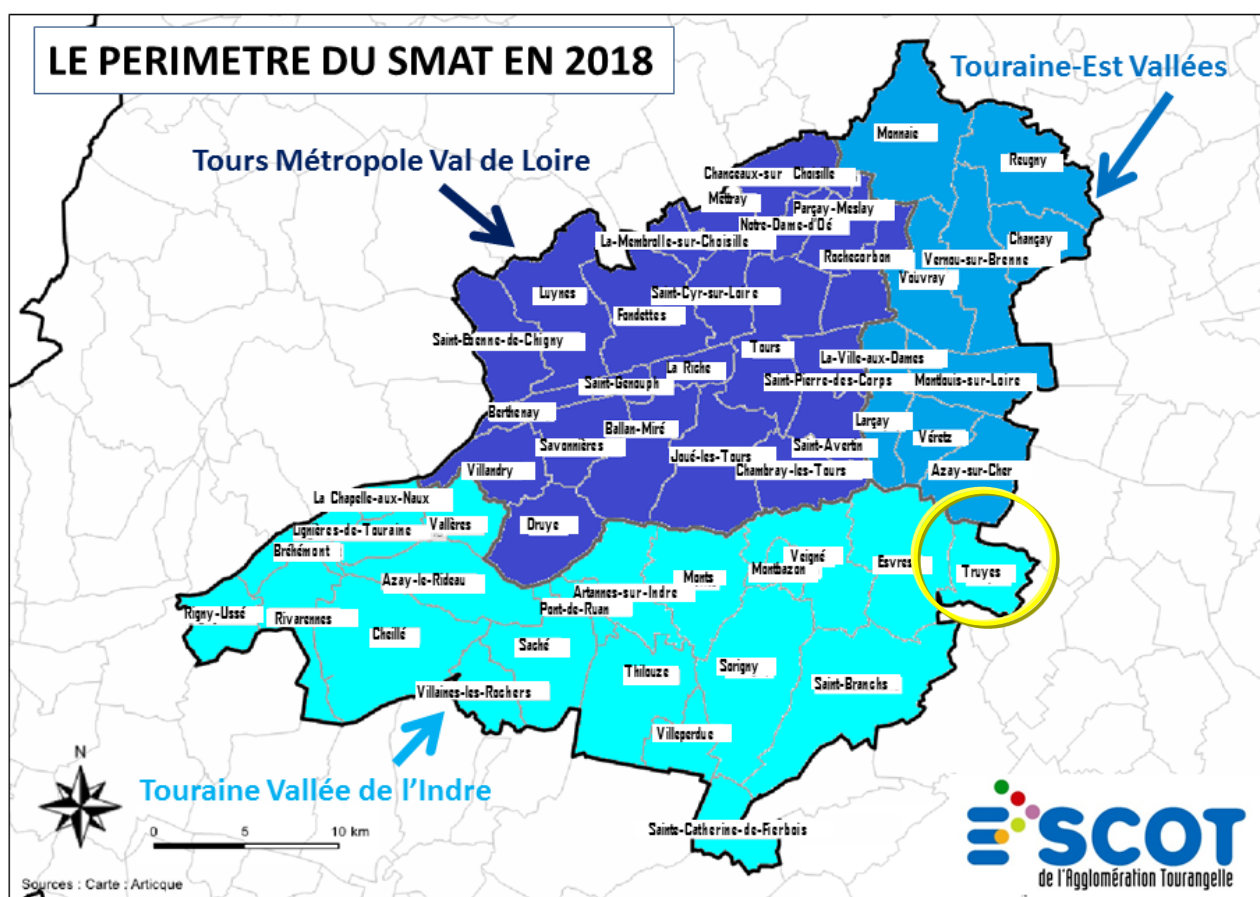 LE PERIMETRE DU SMAT EN 2018
Touraine-Est Vallées
Tours Métropole Val de Loire
Monnaie
Reugny
Chanceaux-sur Choisille
Mettray
Parçay-Meslay
Notre-Dame-d'Oé
La-Membrolle-sur-Choisille
Chançay
Rochecorbon
Vernou-sur-Brenne
Vouvray
Luynes
Saint-Cyr-sur-Loire
Fondettes
Saint-Etienne-de-Chigny
Tours
La-Ville-aux-Dames
La Riche
Saint-Genouph
Saint-Pierre-des-Corps
Montlouis-sur-Loire
Berthenay
Larçay
Ballan-Miré
Véretz
Savonnières
Saint-Avertin
Joué-les-Tours
Chambray-les-Tours
Villandry
Azay-sur-Cher
La Chapelle-aux-Naux
Lignières-de-Touraine
Vallères
Druye
Bréhémont
Veigné
Esvres
Montbazon
Truyes
Azay-le-Rideau
Monts
Artannes-sur-Indre
Pont-de-Ruan
Rigny-Ussé
Rivarennes
Cheillé
Saché
Thilouze
Sorigny
Saint-Branchs
Villaines-les-Rochers
Villeperdue
N
Touraine Vallée de l'Indre
0 5 10 km
Sainte-Catherine-de-Fierbois
SCOT
de l'Agglomération Tourangelle
Sources : Carte : Articque